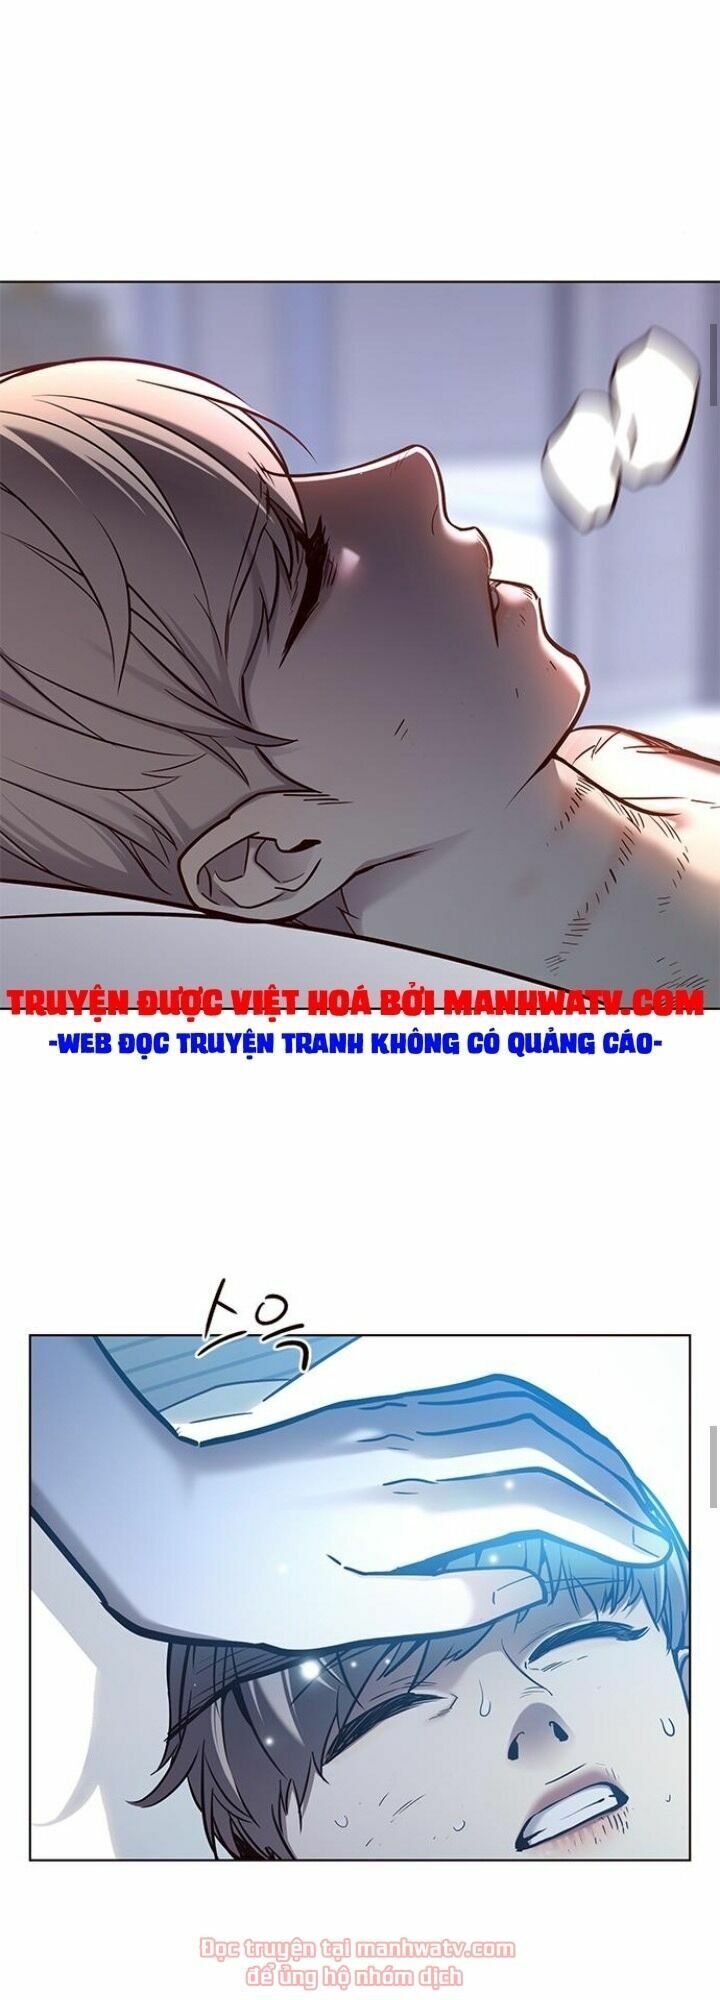 TRUYỆN ĐƯỢC VIỆT HOÁ BỞI MANHWATV.COM
-WEB ĐỌC TRUYỆN TRANH KHÔNG CÓ QUẢNG CÁO-
스윽
Đọc truyện tại manhwatv.com
để ủng hộ nhóm dịch